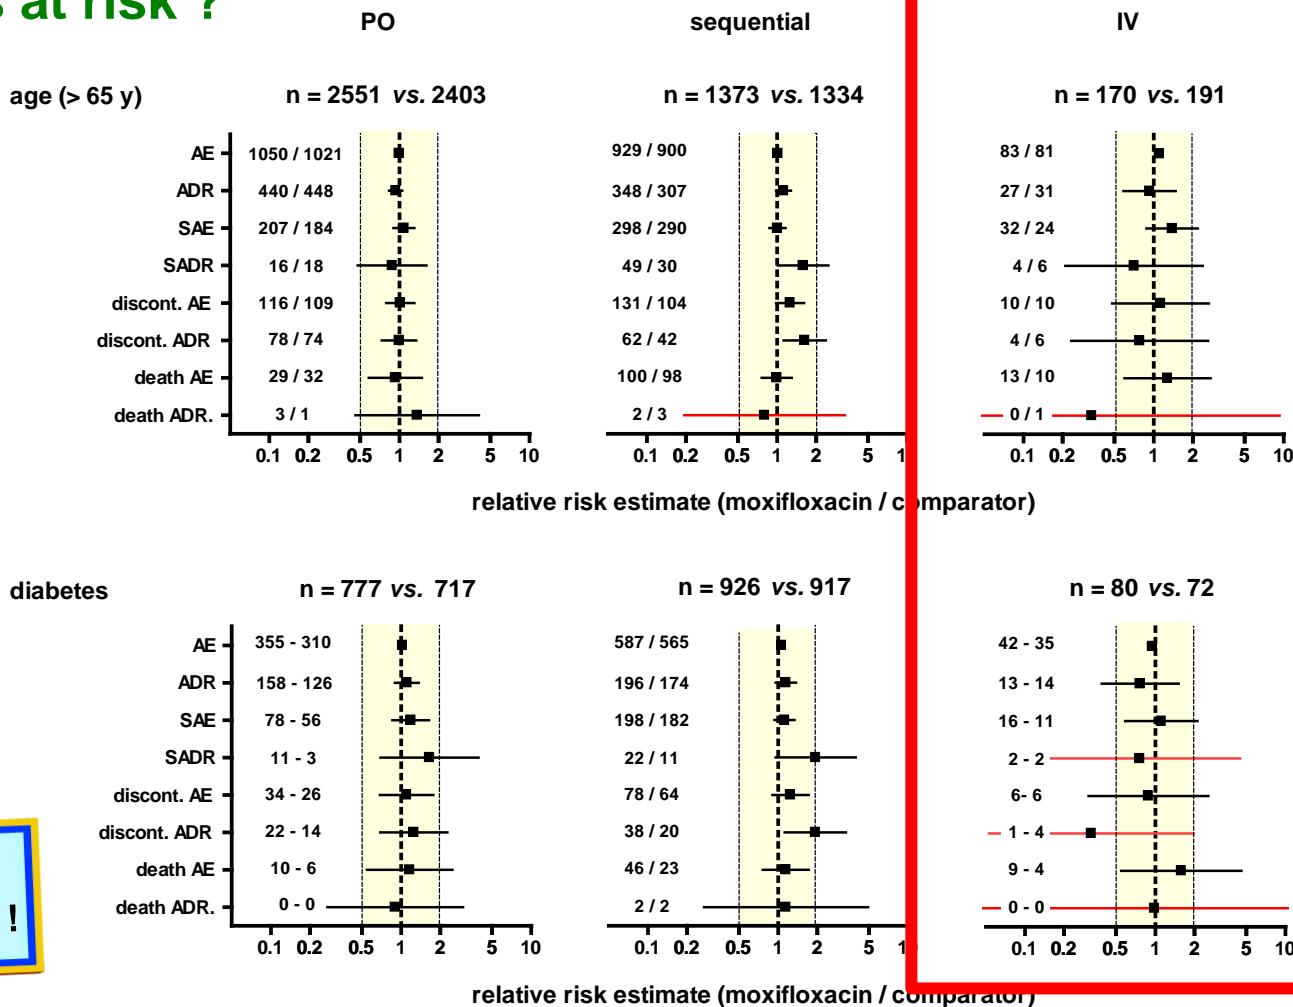 s at risk ?
PO sequential IV
age (> 65 y) n = 2551 vs. 2403 n = 1373 vs. 1334 n = 170 vs. 191
AE 1050 / 1021 929 / 900 83 / 81
ADR 440 / 448 348 / 307 27 / 31
SAE 207 / 184 298 / 290 32 / 24
SADR 16 / 18 49 / 30 4 / 6
discont. AE 116 / 109 131 / 104 10 / 10
discont. ADR 78 / 74 62 / 42 4 / 6
death AE 29 / 32 100 / 98 13 / 10
death ADR. 3 / 1 2 / 3 0 / 1
0.1 0.2 0.5 1 2 5 10 0.1 0.2 0.5 1 2 5 1 0.1 0.2 0.5 1 2 5 10
relative risk estimate (moxifloxacin / comparator)
diabetes n = 777 vs. 717 n = 926 vs. 917 n = 80 vs. 72
AE 355 - 310 587 / 565 42 - 35
ADR 158 - 126 196 / 174 13 - 14
SAE 78 - 56 198 / 182 16 - 11
SADR 11 - 3 22 / 11 2 - 2
discont. AE 34 - 26 78 / 64 6- 6
discont. ADR 22 - 14 38 / 20 1 - 4
death AE 10 - 6 46 / 23 9 - 4
death ADR. 0 - 0 2 / 2 0 - 0
!
0.1 0.2 0.5 1 2 5 10 0.1 0.2 0.5 1 2 5 1 0.1 0.2 0.5 1 2 5 10
relative risk estimate (moxifloxacin / comparator)